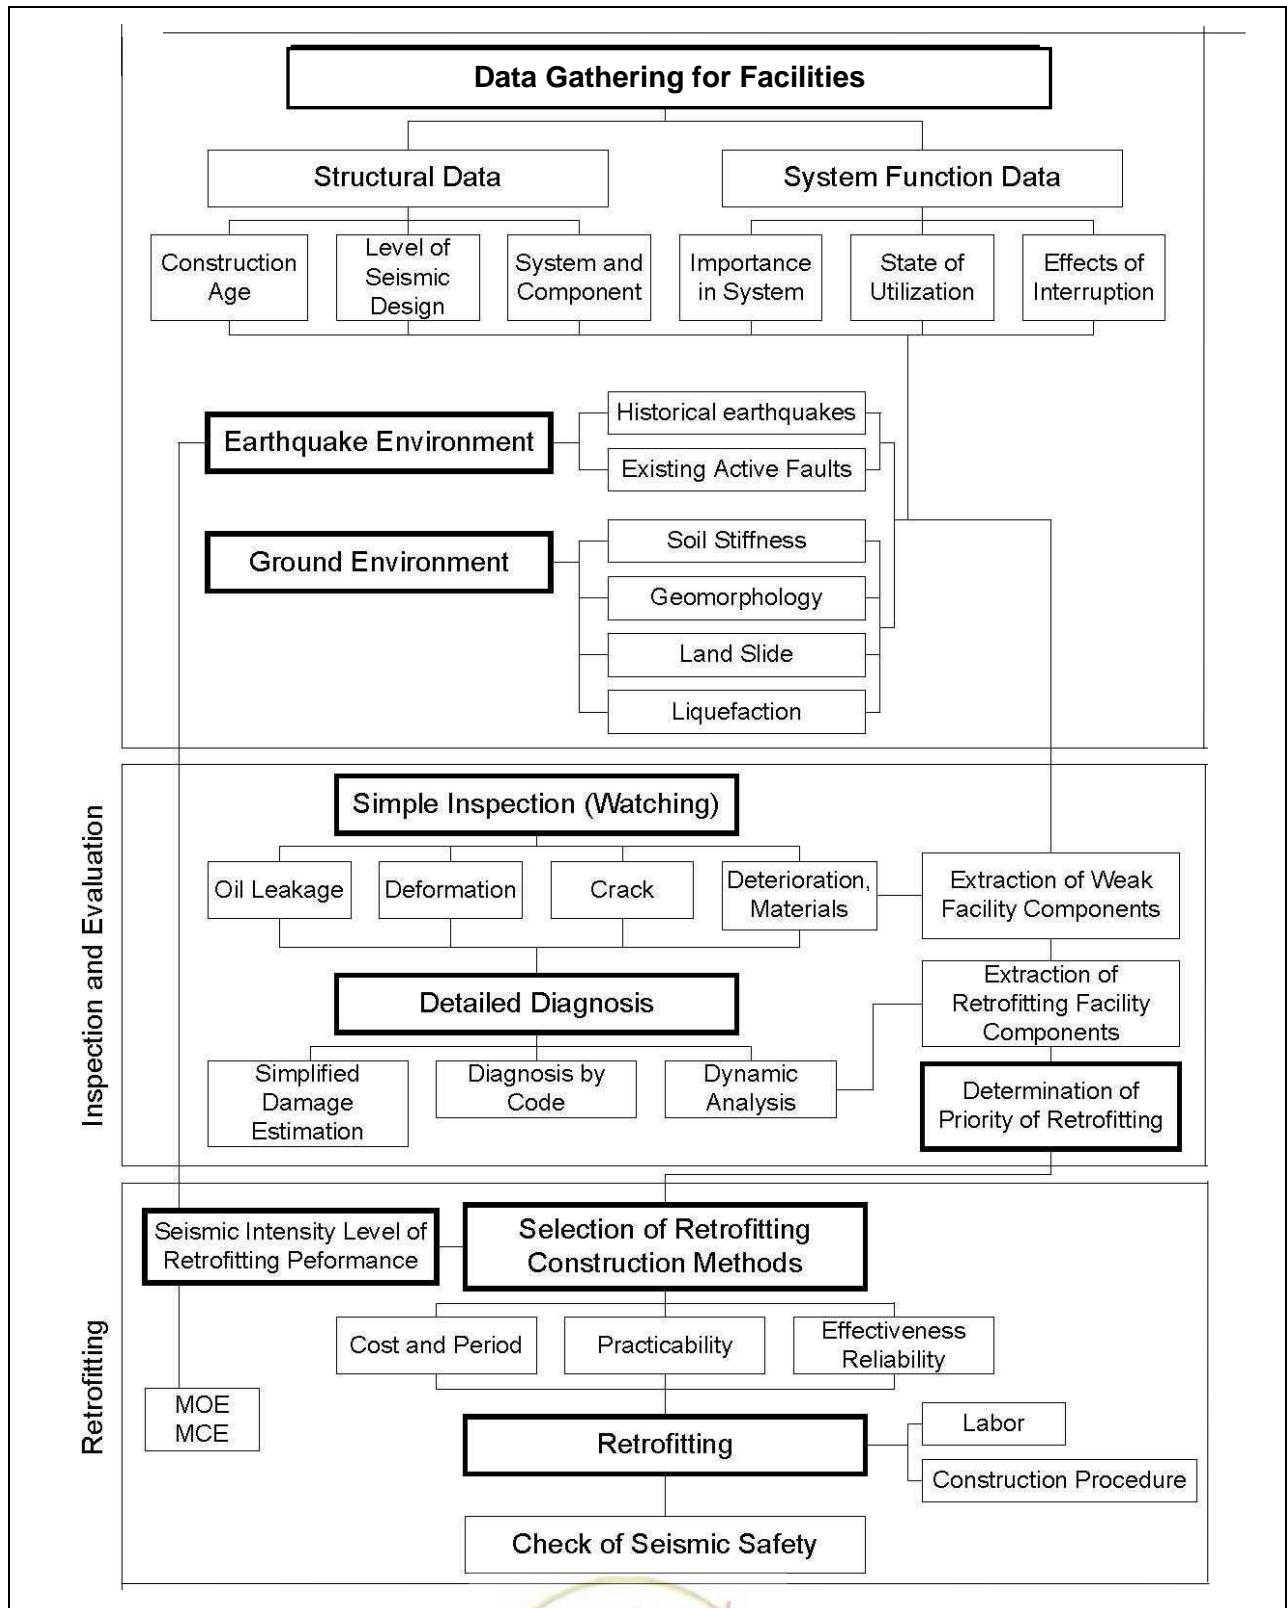 Data Gathering for Facilities
Structural Data
System Function Data
Construction
Age
Level of
Seismic
Design
System and
Component
Importance
in System
State of
Utilization
Effects of
Interruption
Historical earthquakes
Earthquake Environment
Existing Active Faults
Soil Stiffness
Ground Environment
Geomorphology
Land Slide
Liquefaction
Inspection and Evaluation
Simple Inspection (Watching)
Oil Leakage
Deformation
Crack
Deterioration,
Materials
Extraction of Weak
Facility Components
Detailed Diagnosis
Extraction of
Retrofitting Facility
Components
Simplified
Damage
Estimation
Diagnosis by
Code
Dynamic
Analysis
Determination of
Priority of Retrofitting
Retrofitting
Seismic Intensity Level of
Retrofitting Peformance
Selection of Retrofitting
Construction Methods
Cost and Period
Practicability
Effectiveness
Reliability
MOE
MCE
Retrofitting
Labor
Construction Procedure
Check of Seismic Safety